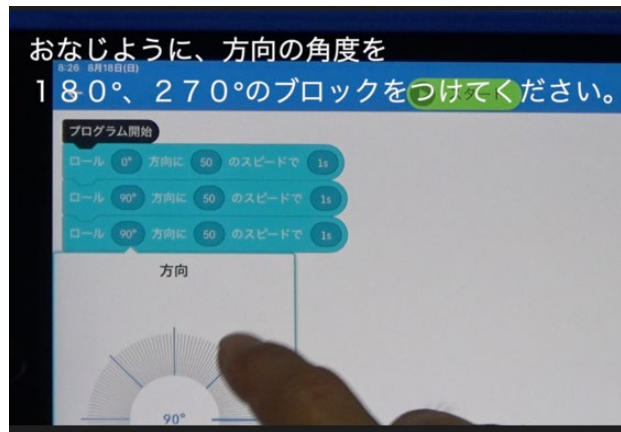 おなじように、方向の角度を
8:26 8月18日(日)
１８０°、２７０°のブロックをつけてください。
スタート
プログラム開始
ロール 0° 方向に 50 のスピードで 1s
ロール 90° 方向に 50 のスピードで 1s
ロール 90° 方向に 50 のスピードで 1s
方向
90°